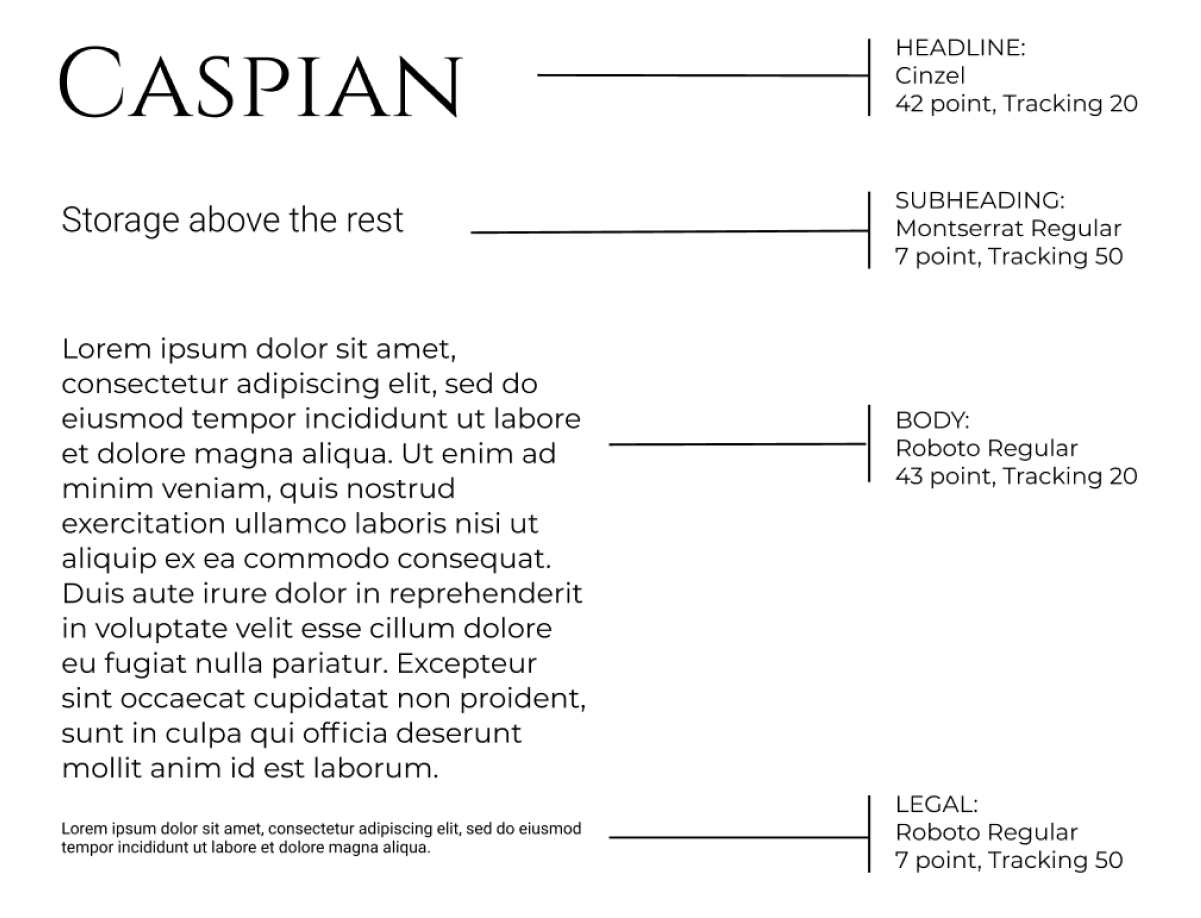 CASPIAN
HEADLINE:
Cinzel
42 point, Tracking 20
Storage above the rest
SUBHEADING:
Montserrat Regular
7 point, Tracking 50
Lorem ipsum dolor sit amet,
consectetur adipiscing elit, sed do
eiusmod tempor incididunt ut labore
et dolore magna aliqua. Ut enim ad
minim veniam, quis nostrud
exercitation ullamco laboris nisi ut
aliquip ex ea commodo consequat.
Duis aute irure dolor in reprehenderit
in voluptate velit esse cillum dolore
eu fugiat nulla pariatur. Excepteur
sint occaecat cupidatat non proident,
sunt in culpa qui officia deserunt
mollit anim id est laborum.
BODY:
Roboto Regular
43 point, Tracking 20
Lorem ipsum dolor sit amet, consectetur adipiscing elit, sed do eiusmod
tempor incididunt ut labore et dolore magna aliqua.
LEGAL:
Roboto Regular
7 point, Tracking 50